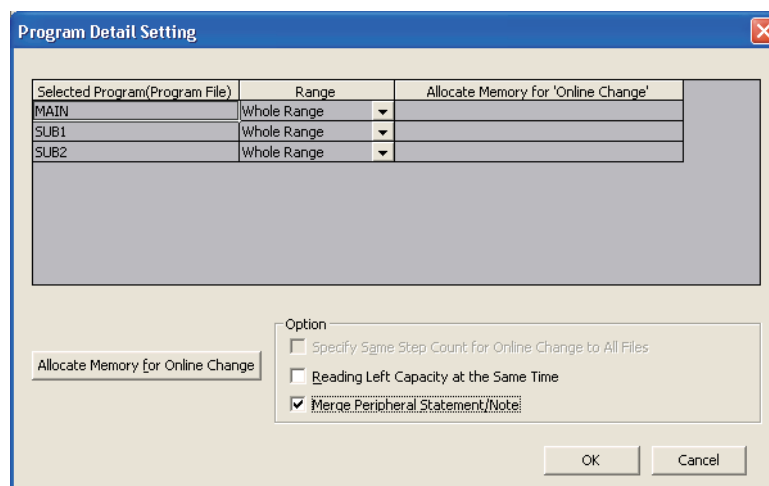 Program Detail Setting
Selected Program(Program File) Range Allocate Memory for 'Online Change'
MAIN Whole Range
SUB1 Whole Range
SUB2 Whole Range
Option
Specify Same Step Count for Online Change to All Files
Allocate Memory for Online Change
Reading Left Capacity at the Same Time
Merge Peripheral Statement/Note
OK Cancel